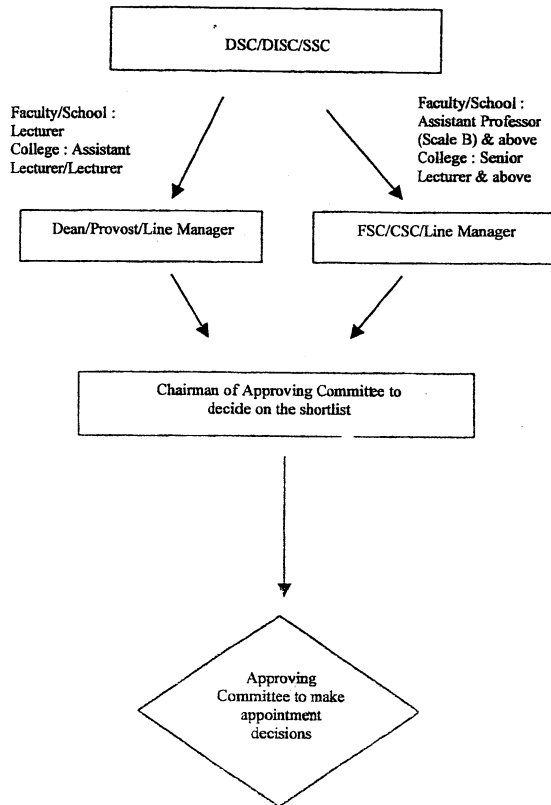 DSC/DISC/SSC
Faculty/School :
Lecturer
College : Assistant
Lecturer/Lecturer
Faculty/School :
Assistant Professor
(Scale B) & above
College : Senior
Lecturer & above
Dean/Provost/Line Manager
FSC/CSC/Line Manager
Chairman of Approving Committee to
decide on the shortlist
Approving
Committee to make
appointment
decisions